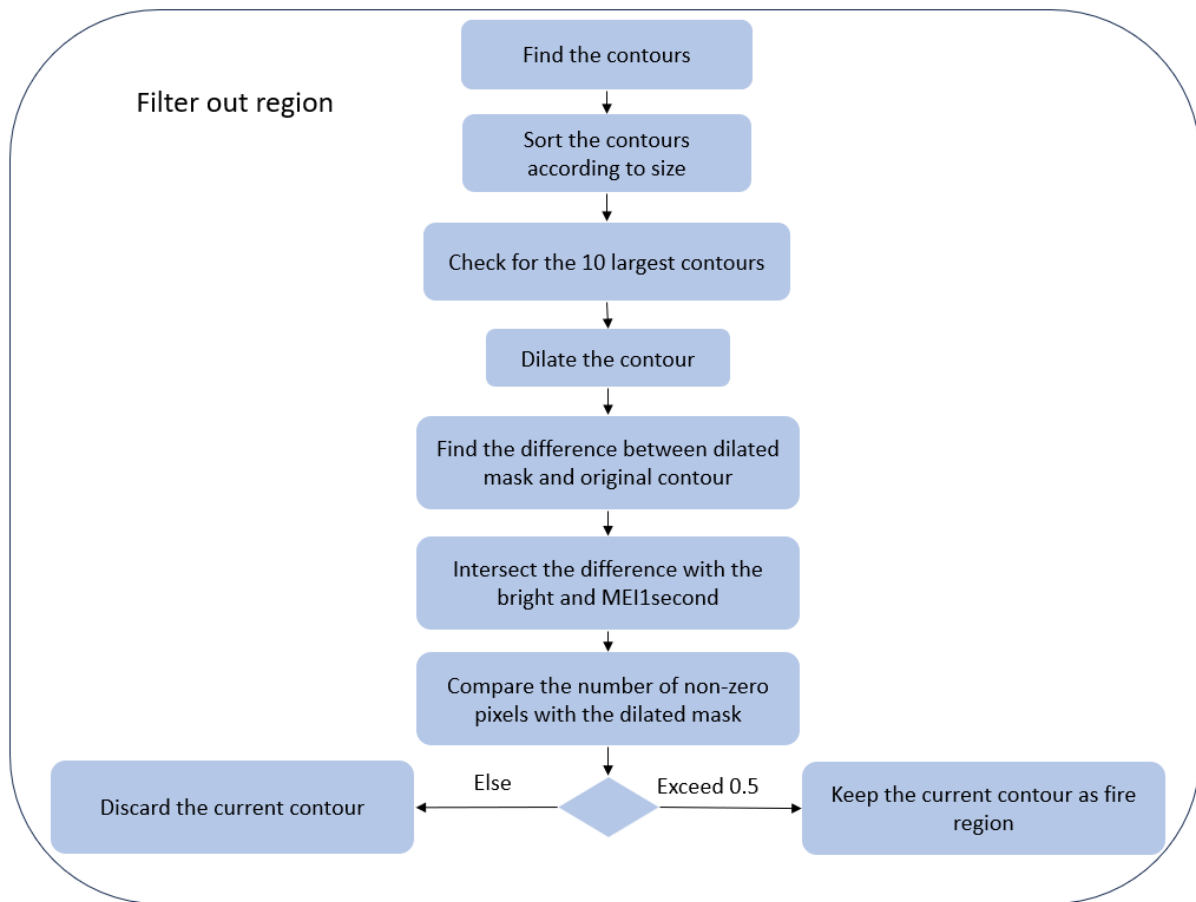 Find the contours
Filter out region
Sort the contours
according to size
Check for the 10 largest contours
Dilate the contour
Find the difference between dilated
mask and original contour
Intersect the difference with the
bright and MEI1second
Compare the number of non-zero
pixels with the dilated mask
Else
Exceed 0.5
Discard the current contour
Keep the current contour as fire
region